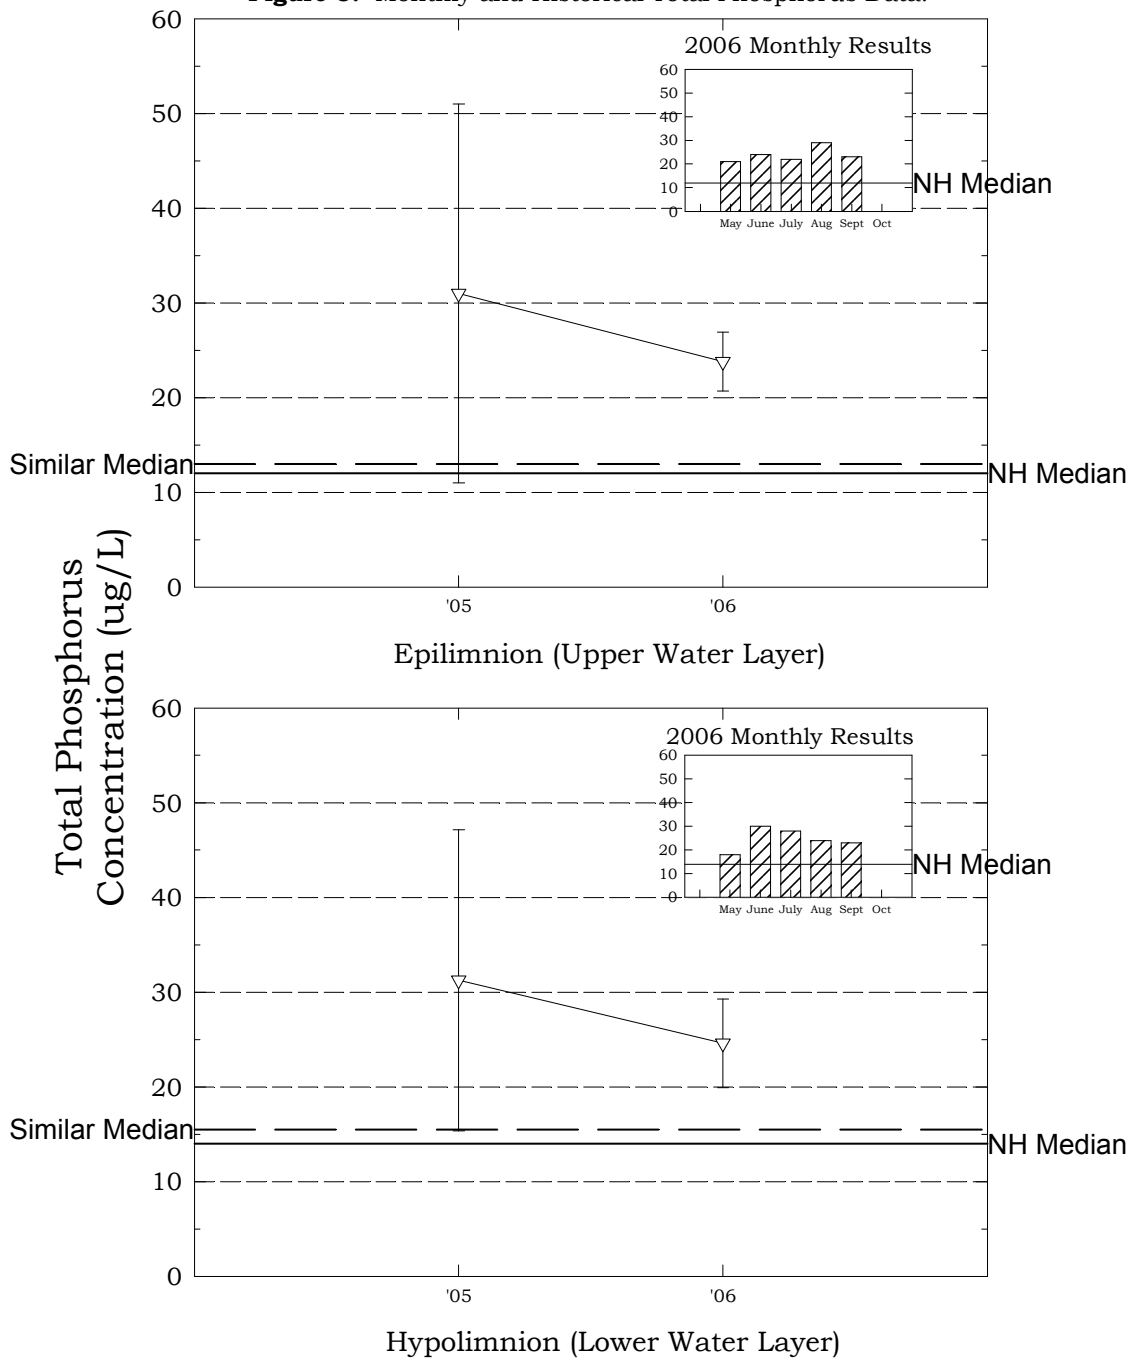 Figure 3. Monthly and Historical Total Phosphorus Data.
60
50
40
30
20
10
0
Similar Median
NH Median
'05 '06
Epilimnion (Upper Water Layer)
2006 Monthly Results
60
50
40
30
20
10
0
NH Median
May June July Aug Sept Oct
Total Phosphorus
Concentration (ug/L)
60
50
40
30
20
10
0
Similar Median
NH Median
'05 '06
Hypolimnion (Lower Water Layer)
2006 Monthly Results
60
50
40
30
20
10
0
NH Median
May June July Aug Sept Oct